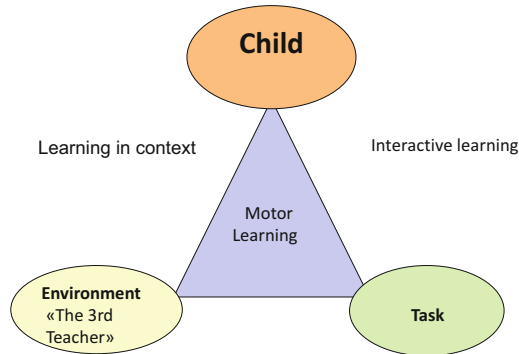 Child
Learning in context
Interactive learning
Motor
Learning
Environment
«The 3rd
Teacher»
Task